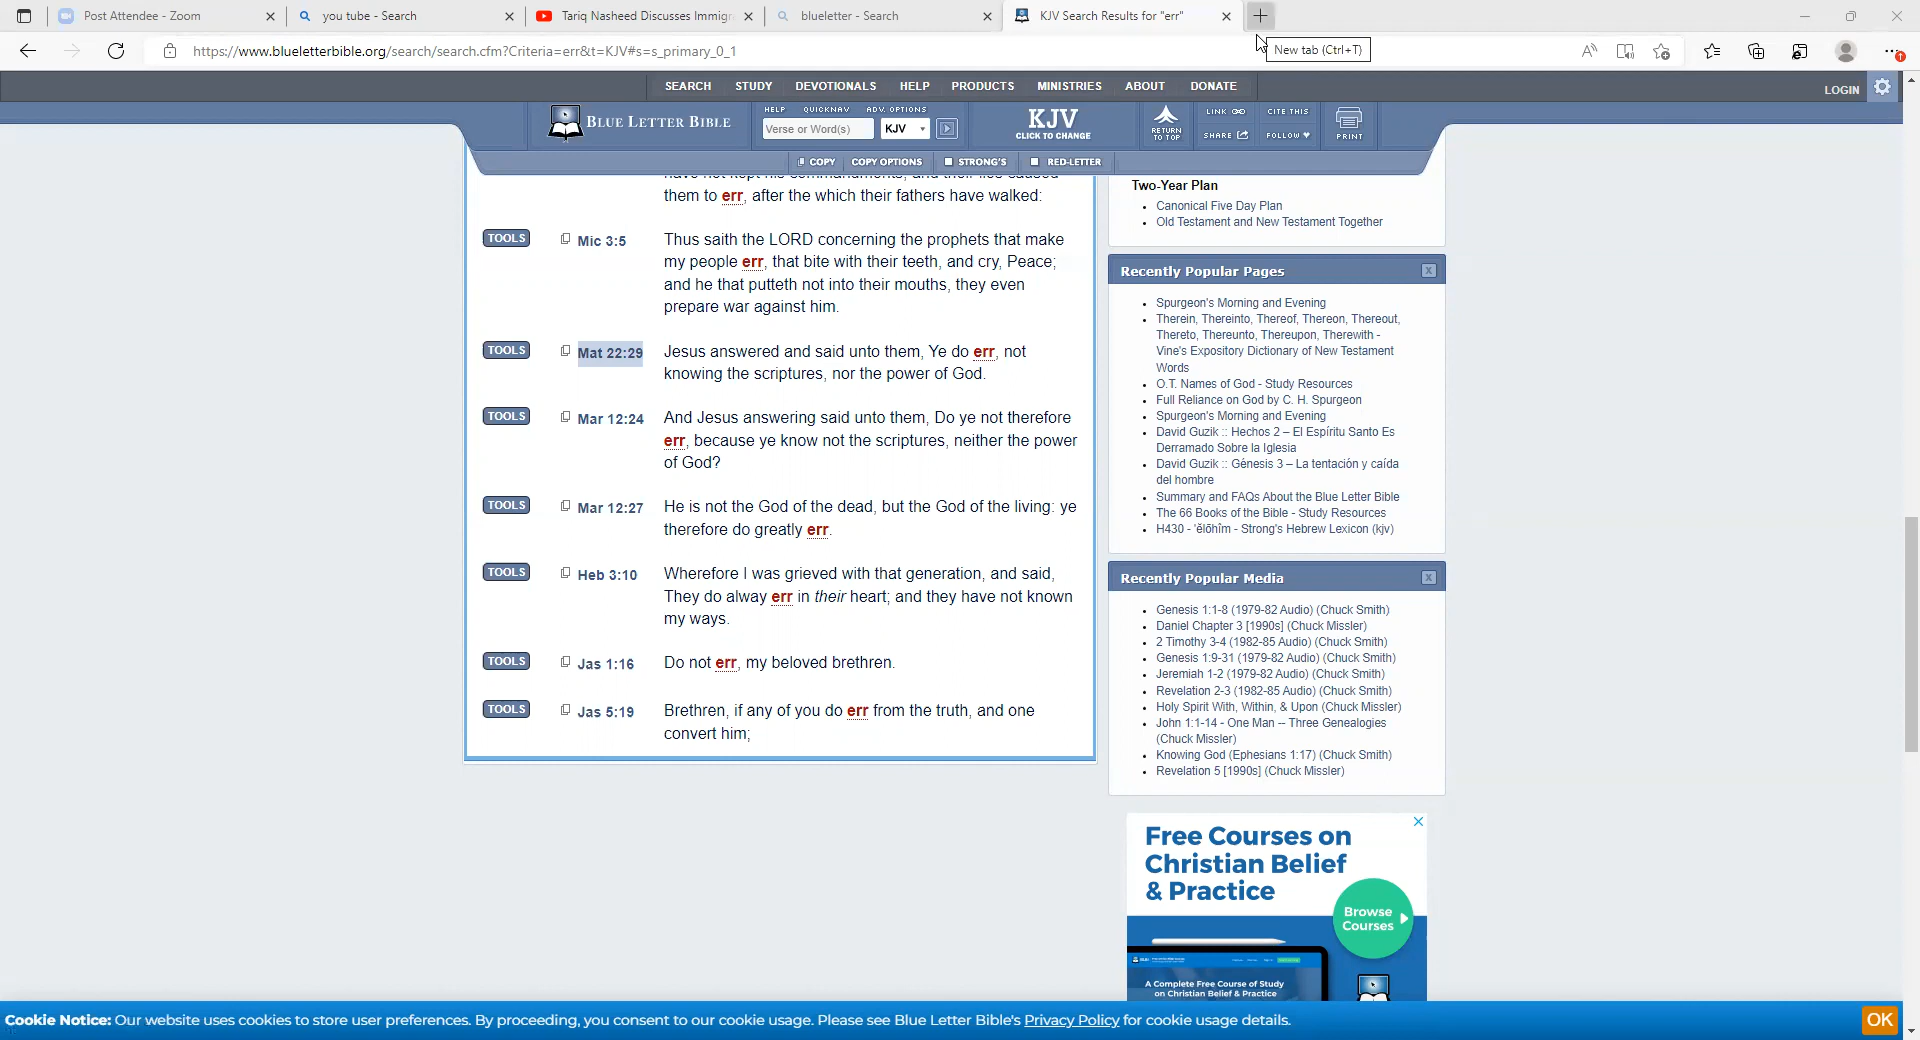 Post Attendee - Zoom
you tube - Search
Tariq Nasheed Discusses Immigr
blueletter - Search
KJV Search Results for "err"
https://www.blueletterbible.org/search/search.cfm?Criteria=err&t=KJV#s=s_primary_0_1
New tab (Ctrl+T)
SEARCH STUDY DEVOTIONALS HELP PRODUCTS MINISTRIES ABOUT DONATE
LOGIN
BLUE LETTER BIBLE
HELP QUICKNAV ADV. OPTIONS
Verse or Word(s)
KJV
KJV
CLICK TO CHANGE
RETURN
TO TOP
LINK
CITE THIS
SHARE
FOLLOW
PRINT
COPY COPY OPTIONS STRONG'S RED-LETTER
have not kept his commandments, and their lies caused
them to err, after the which their fathers have walked:
TOOLS Mic 3:5 Thus saith the LORD concerning the prophets that make
my people err, that bite with their teeth, and cry, Peace;
and he that putteth not into their mouths, they even
prepare war against him.
TOOLS Mat 22:29 Jesus answered and said unto them, Ye do err, not
knowing the scriptures, nor the power of God.
TOOLS Mar 12:24 And Jesus answering said unto them, Do ye not therefore
err, because ye know not the scriptures, neither the power
of God?
TOOLS Mar 12:27 He is not the God of the dead, but the God of the living: ye
therefore do greatly err.
TOOLS Heb 3:10 Wherefore I was grieved with that generation, and said,
They do alway err in their heart; and they have not known
my ways.
TOOLS Jas 1:16 Do not err, my beloved brethren.
TOOLS Jas 5:19 Brethren, if any of you do err from the truth, and one
convert him;
Two-Year Plan
Canonical Five Day Plan
Old Testament and New Testament Together
Recently Popular Pages
Spurgeon's Morning and Evening
Therein, Thereinto, Thereof, Thereon, Thereout,
Thereto, Thereunto, Thereupon, Therewith -
Vine's Expository Dictionary of New Testament
Words
O.T. Names of God - Study Resources
Full Reliance on God by C. H. Spurgeon
Spurgeon's Morning and Evening
David Guzik :: Hechos 2 – El Espíritu Santo Es
Derramado Sobre la Iglesia
David Guzik :: Génesis 3 – La tentación y caída
del hombre
Summary and FAQs About the Blue Letter Bible
The 66 Books of the Bible - Study Resources
H430 - 'ĕlōhîm - Strong's Hebrew Lexicon (kjv)
Recently Popular Media
Genesis 1:1-8 (1979-82 Audio) (Chuck Smith)
Daniel Chapter 3 [1990s] (Chuck Missler)
2 Timothy 3-4 (1982-85 Audio) (Chuck Smith)
Genesis 1:9-31 (1979-82 Audio) (Chuck Smith)
Jeremiah 1-2 (1979-82 Audio) (Chuck Smith)
Revelation 2-3 (1982-85 Audio) (Chuck Smith)
Holy Spirit With, Within, & Upon (Chuck Missler)
John 1:1-14 - One Man -- Three Genealogies
(Chuck Missler)
Knowing God (Ephesians 1:17) (Chuck Smith)
Revelation 5 [1990s] (Chuck Missler)
Free Courses on
Christian Belief
& Practice
Browse
Courses
A Complete Free Course of Study
on Christian Belief & Practice
Cookie Notice: Our website uses cookies to store user preferences. By proceeding, you consent to our cookie usage. Please see Blue Letter Bible's Privacy Policy for cookie usage details.
OK